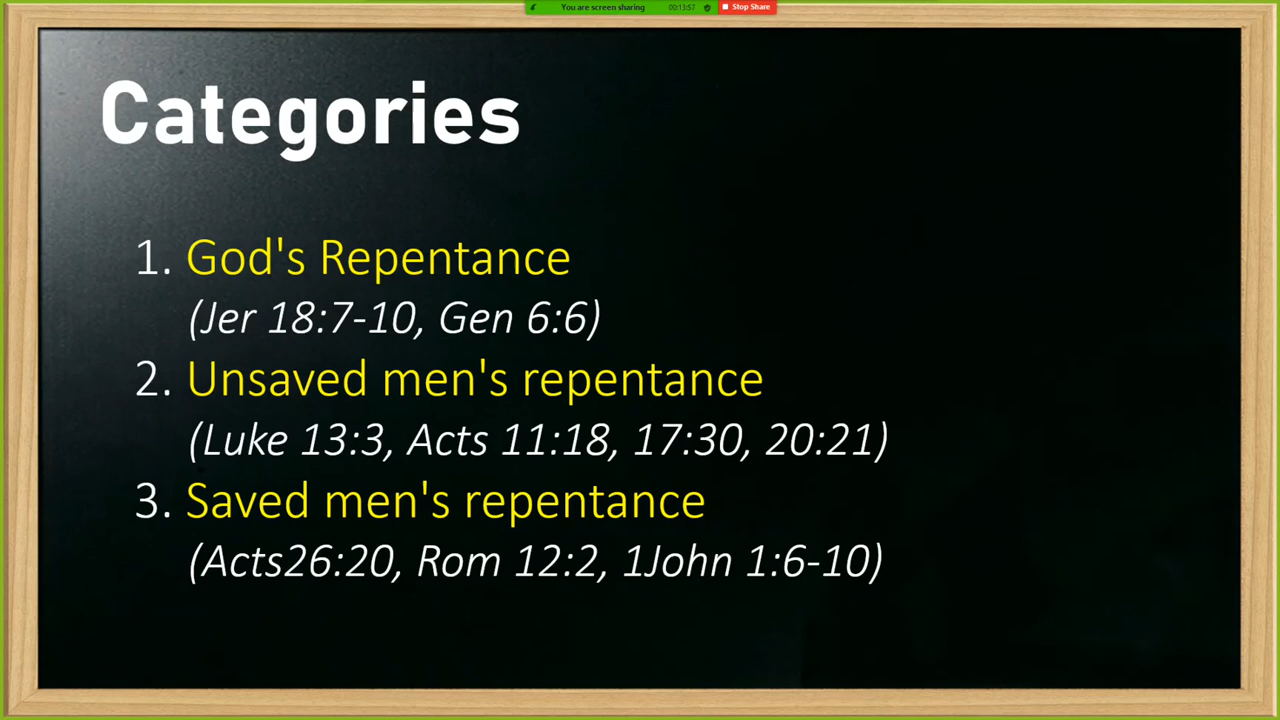 You are screen sharing 00:13:57 Stop Share
Categories
1. God's Repentance
(Jer 18:7-10, Gen 6:6)
2. Unsaved men's repentance
(Luke 13:3, Acts 11:18, 17:30, 20:21)
3. Saved men's repentance
(Acts26:20, Rom 12:2, 1John 1:6-10)